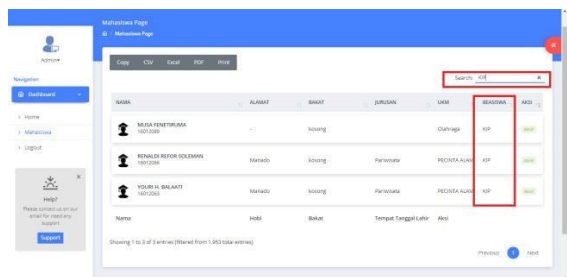 Mahasiswa Page
Mahasiswa Page
Admin
Navigation
Dashboard
Home
Mahasiswa
Logout
Help?
Please contact us on our
email for need any
support
Support
Copy CSV Excel PDF Print
Search: KIP
NAMA ALAMAT BAKAT JURUSAN UKM BEASISWA AKSI
MUSA FENETIRUMA - kosong Olahraga KIP
16012080
RENALDI REFOR SOLEMAN Manado kosong Pariwisata PECINTA ALAM KIP
YOURI H. BALAATI Manado kosong Pariwisata PECINTA ALAM KIP
16012063
Nama Hobi Bakat Tempat Tanggal Lahir Aksi
Showing 1 to 3 of 3 entries (filtered from 1,953 total entries)
Previous 1 Next